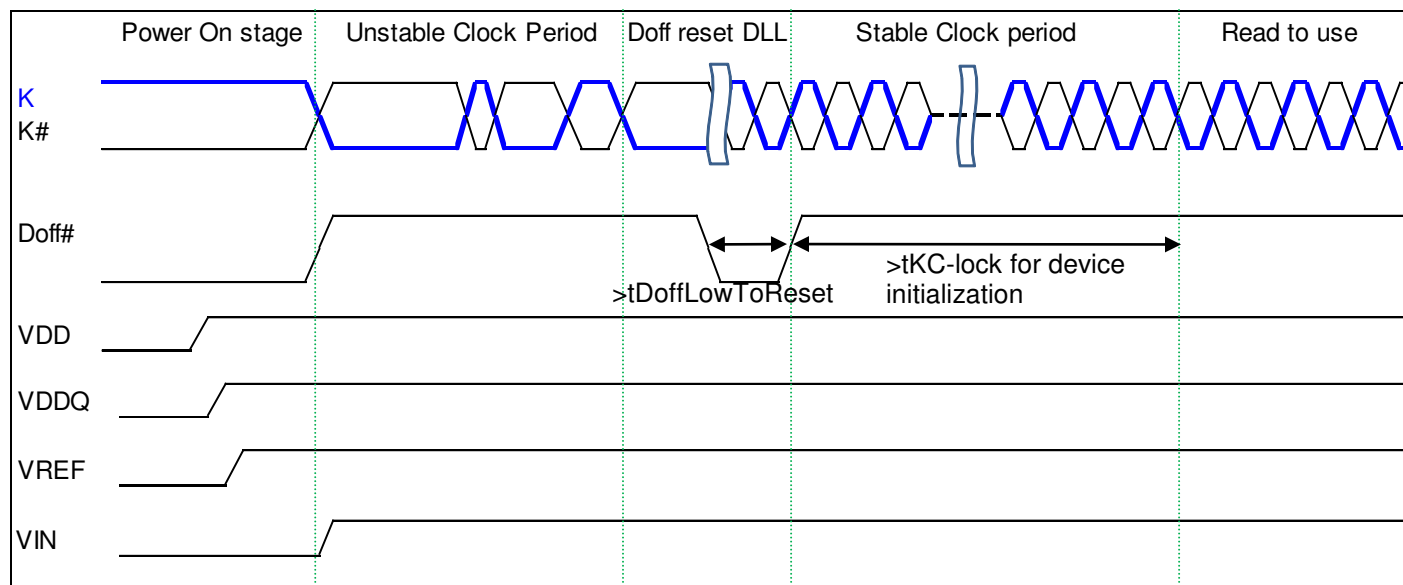 Power On stage
Unstable Clock Period
Doff reset DLL
Stable Clock period
Read to use
K
K#
Doff#
>tDoffLowToReset
>tKC-lock for device
initialization
VDD
VDDQ
VREF
VIN